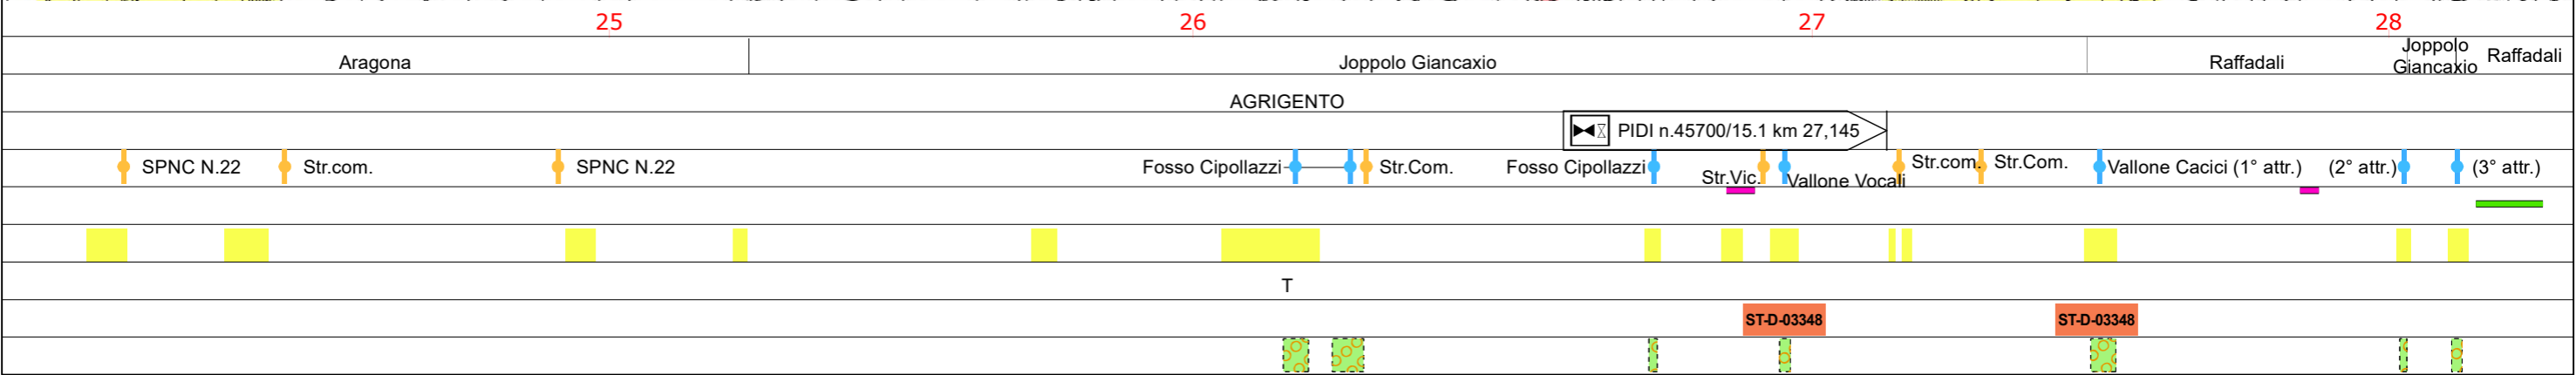 25 26 27 28
Aragona Joppolo Giancaxio Raffadali Joppolo Giancaxio Raffadali
AGRIGENTO
PIDI n.45700/15.1 km 27,145
SPNC N.22 Str.com. SPNC N.22 Fosso Cipollazzi Str.Com. Fosso Cipollazzi Str.Vic. Vallone Vocali Str.com. Str.Com. Vallone Cacici (1° attr.) (2° attr.) (3° attr.)
T
ST-D-03348 ST-D-03348